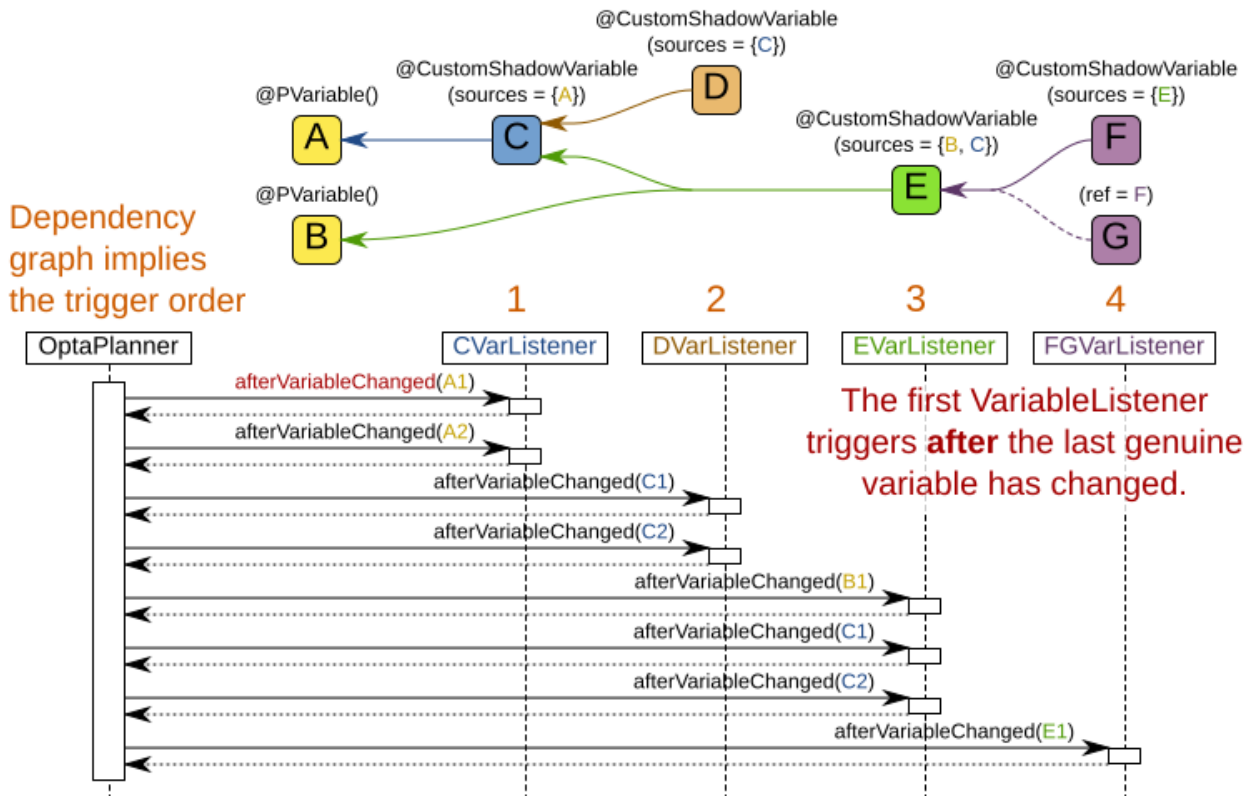 @CustomShadowVariable
(sources = {C})
@CustomShadowVariable
(sources = {A})
@CustomShadowVariable
(sources = {E})
@PVariable()
@CustomShadowVariable
(sources = {B, C})
A
C
D
E
F
@PVariable()
(ref = F)
B
G
Dependency
graph implies
the trigger order
1
2
3
4
OptaPlanner
CVarListener
DVarListener
EVarListener
FGVarListener
afterVariableChanged(A1)
The first VariableListener
triggers after the last genuine
variable has changed.
afterVariableChanged(A2)
afterVariableChanged(C1)
afterVariableChanged(C2)
afterVariableChanged(B1)
afterVariableChanged(C1)
afterVariableChanged(C2)
afterVariableChanged(E1)